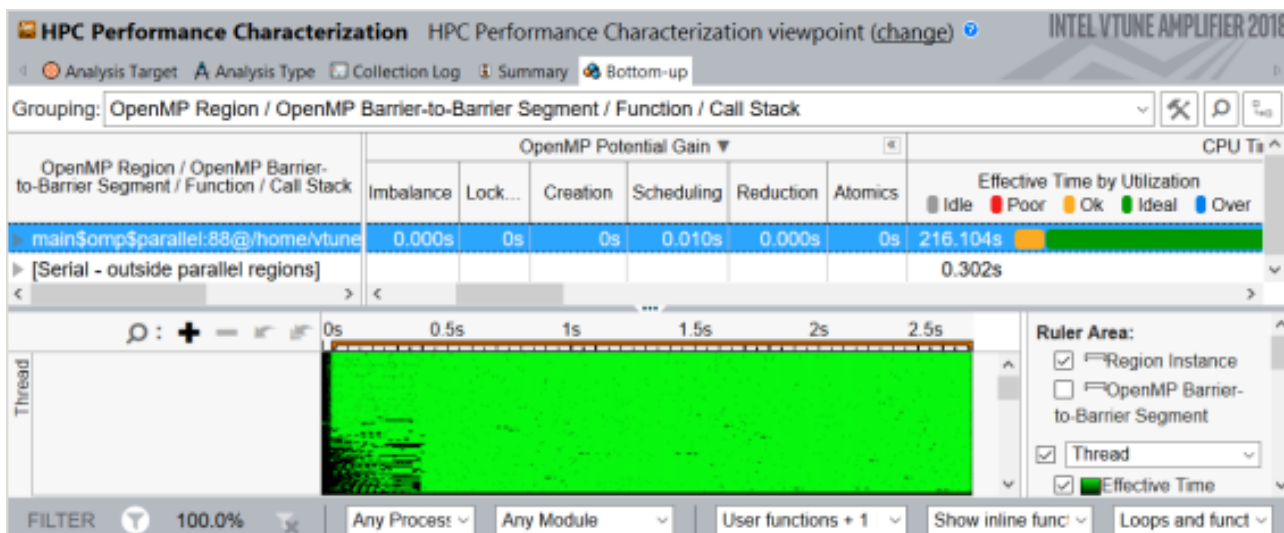 HPC Performance Characterization HPC Performance Characterization viewpoint (change) INTEL VTUNE AMPLIFIER 2018
Analysis Target Analysis Type Collection Log Summary Bottom-up
Grouping: OpenMP Region / OpenMP Barrier-to-Barrier Segment / Function / Call Stack
OpenMP Region / OpenMP Barrier-
to-Barrier Segment / Function / Call Stack
OpenMP Potential Gain
Imbalance Lock... Creation Scheduling Reduction Atomics
CPU Ti
Effective Time by Utilization
Idle Poor Ok Ideal Over
main$omp$parallel:88@/home/vtune 0.000s 0s 0s 0.010s 0.000s 0s 216.104s
[Serial - outside parallel regions] 0.302s
0s 0.5s 1s 1.5s 2s 2.5s
Thread
Ruler Area:
Region Instance
OpenMP Barrier-
to-Barrier Segment
Thread
Effective Time
FILTER 100.0% Any Process Any Module User functions + 1 Show inline funct Loops and funct